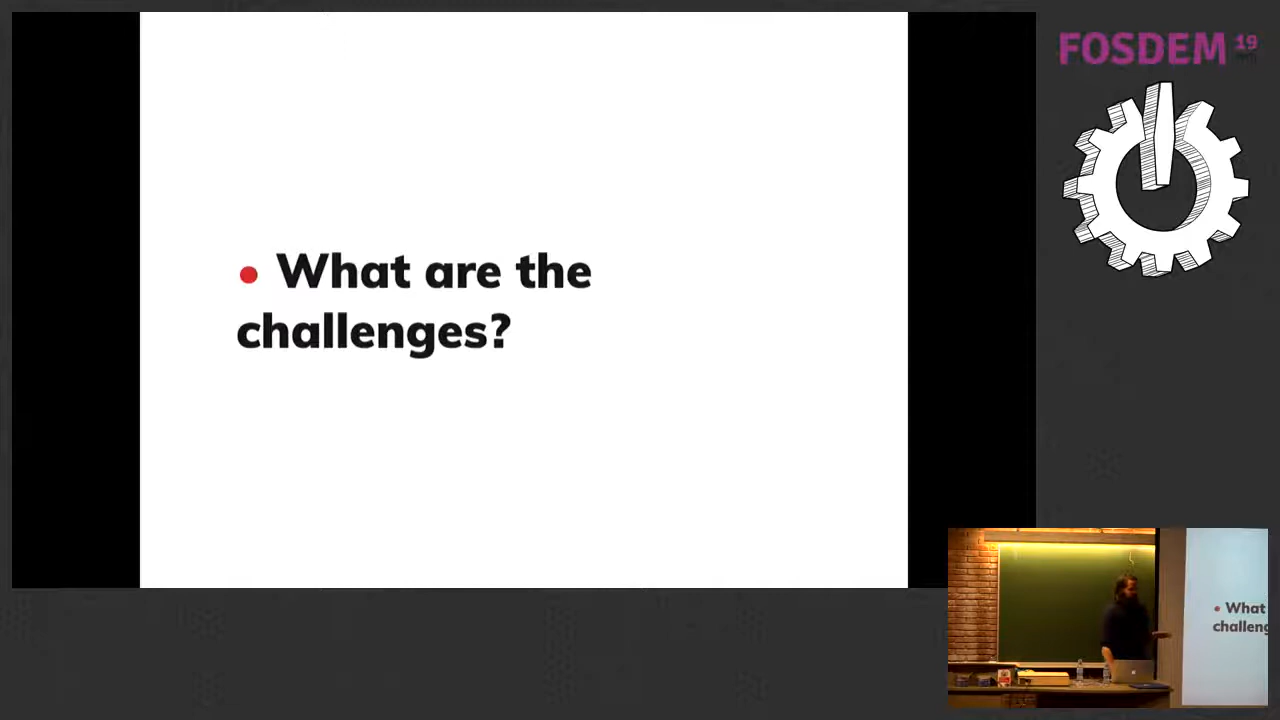 • What are the
challenges?
FOSDEM 19
• What
challeng